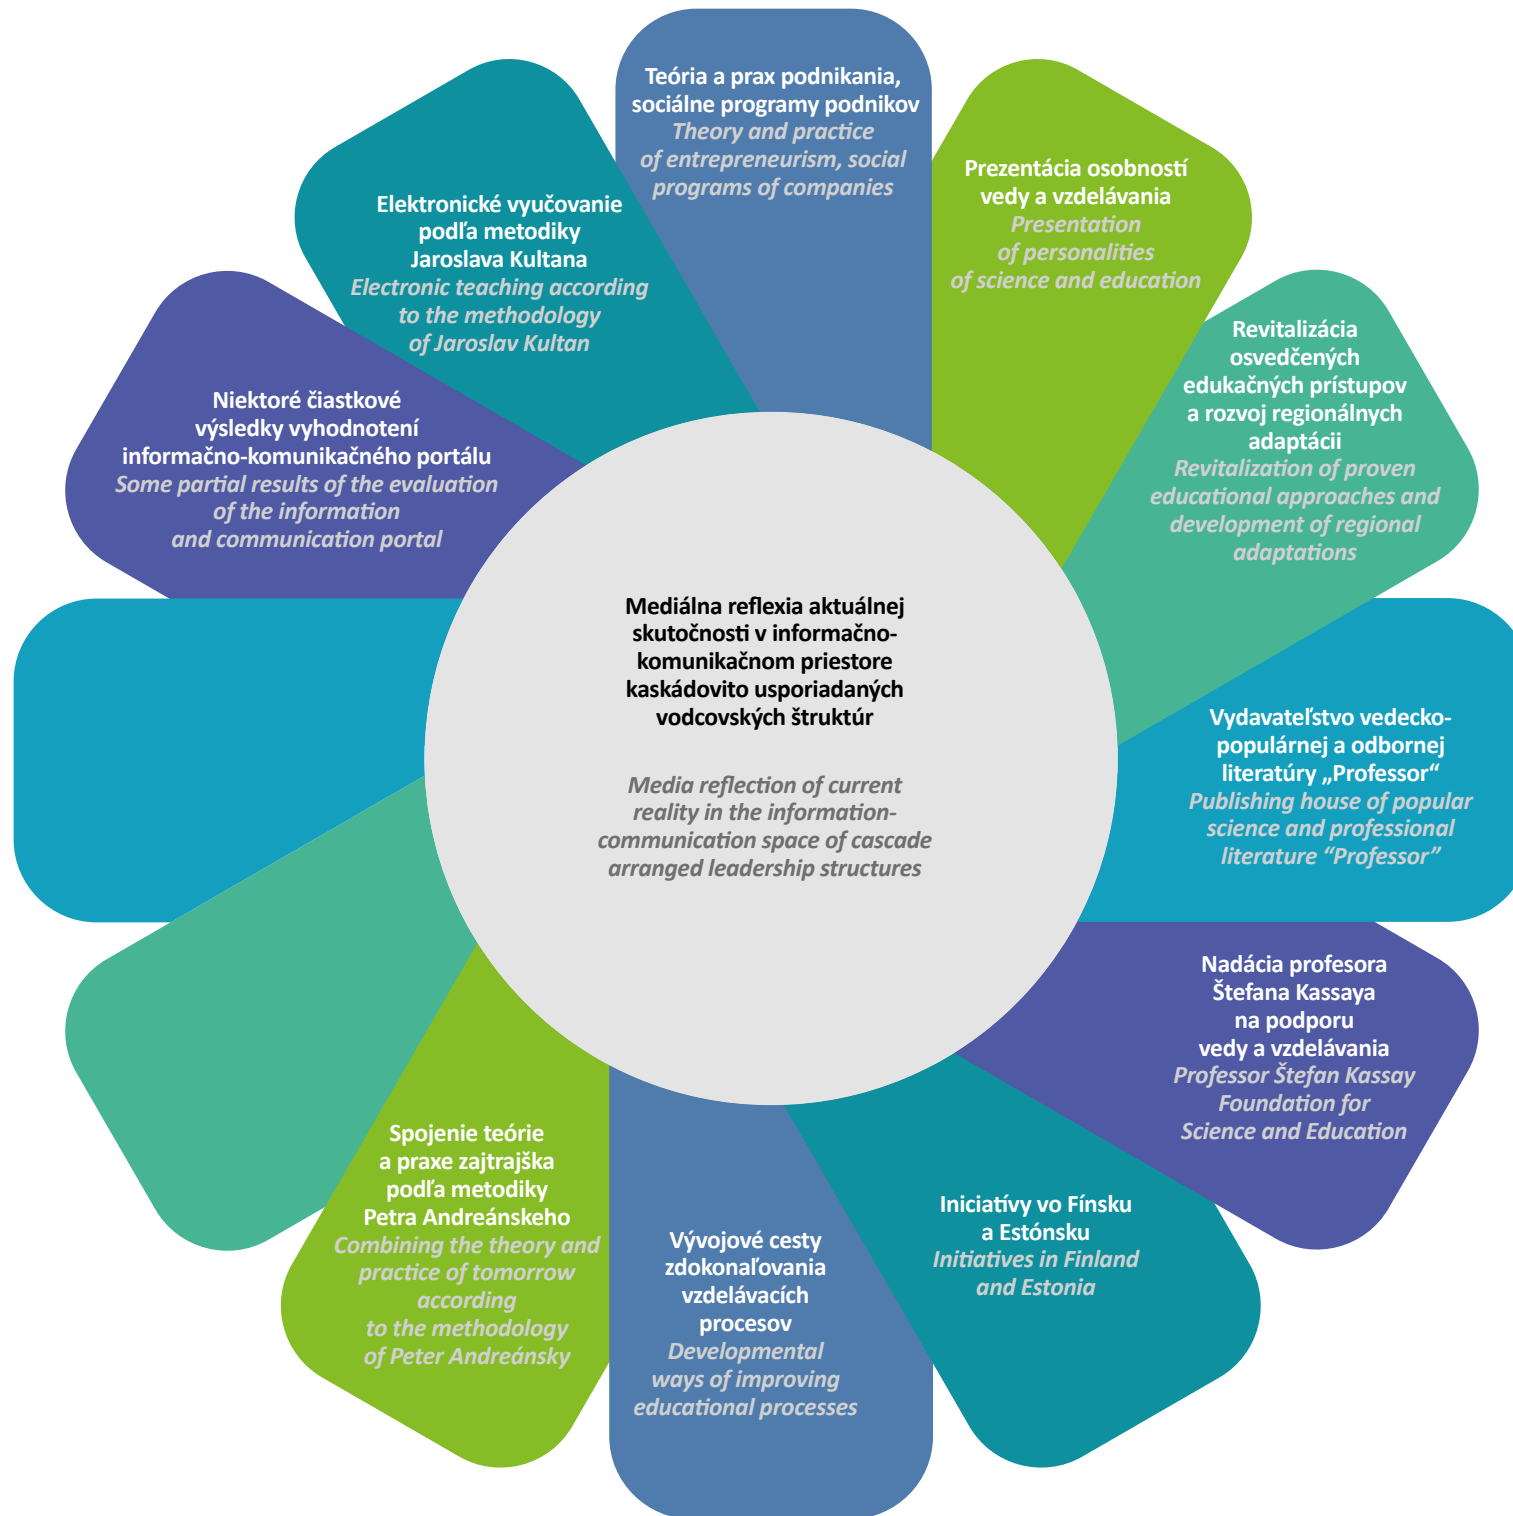 Teória a prax podnikania,
sociálne programy podnikov
Theory and practice
of entrepreneurism, social
programs of companies
Prezentácia osobností
vedy a vzdelávania
Presentation
of personalities
of science and education
Revitalizácia
osvedčených
edukačných prístupov
a rozvoj regionálnych
adaptácii
Revitalization of proven
educational approaches and
development of regional
adaptations
Vydavateľstvo vedecko-
populárnej a odbornej
literatúry „Professor“
Publishing house of popular
science and professional
literature “Professor”
Nadácia profesora
Štefana Kassaya
na podporu
vedy a vzdelávania
Professor Štefan Kassay
Foundation for
Science and Education
Iniciatívy vo Fínsku
a Estónsku
Initiatives in Finland
and Estonia
Vývojové cesty
zdokonaľovania
vzdelávacích
procesov
Developmental
ways of improving
educational processes
Spojenie teórie
a praxe zajtrajška
podľa metodiky
Petra Andreánskeho
Combining the theory and
practice of tomorrow
according
to the methodology
of Peter Andreánsky
Niektoré čiastkové
výsledky vyhodnotení
informačno-komunikačného portálu
Some partial results of the evaluation
of the information
and communication portal
Elektronické vyučovanie
podľa metodiky
Jaroslava Kultana
Electronic teaching according
to the methodology
of Jaroslav Kultan
Mediálna reflexia aktuálnej
skutočnosti v informačno-
komunikačnom priestore
kaskádovito usporiadaných
vodcovských štruktúr
Media reflection of current
reality in the information-
communication space of cascade
arranged leadership structures